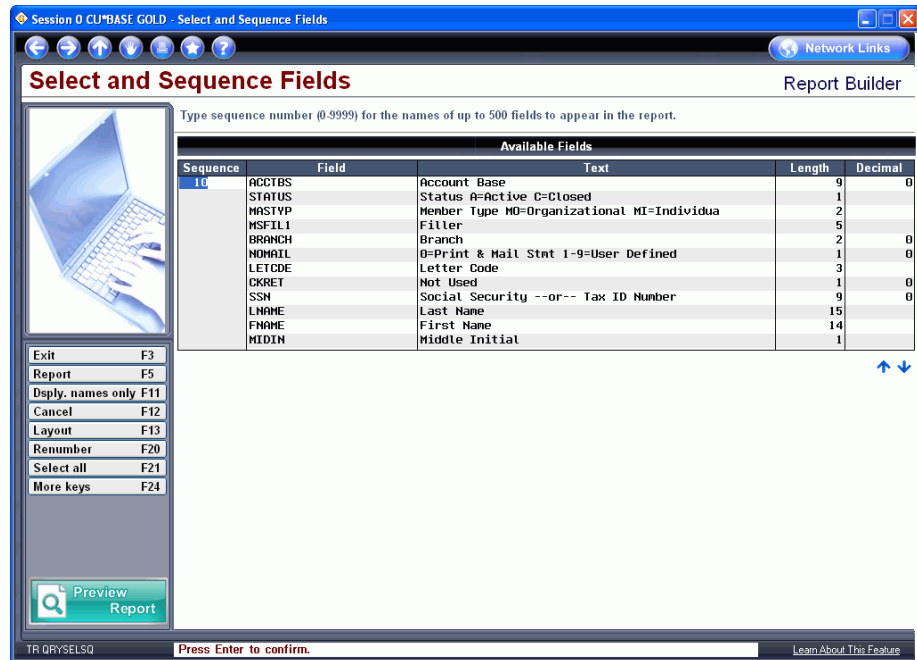 Session 0 CU*BASE GOLD - Select and Sequence Fields
Network Links
Select and Sequence Fields
Report Builder
Type sequence number (0-9999) for the names of up to 500 fields to appear in the report.
Available Fields
Sequence Field Text Length Decimal
10 ACCTBS Account Base 9 0
STATUS Status A=Active C=Closed 1
MASTYP Member Type MO=Organizational MI=Individua 2
MSFIL1 Filler 5
BRANCH Branch 2 0
NOMAIL 0=Print & Mail Stmt 1-9=User Defined 1 0
LETCDE Letter Code 3
CKRET Not Used 1 0
SSN Social Security --or-- Tax ID Number 9 0
LNAME Last Name 15
FNAME First Name 14
MIDIN Middle Initial 1
Exit F3
Report F5
Dsply. names only F11
Cancel F12
Layout F13
Renumber F20
Select all F21
More keys F24
Preview
Report
TR QRYSELSQ
Press Enter to confirm.
Learn About This Feature